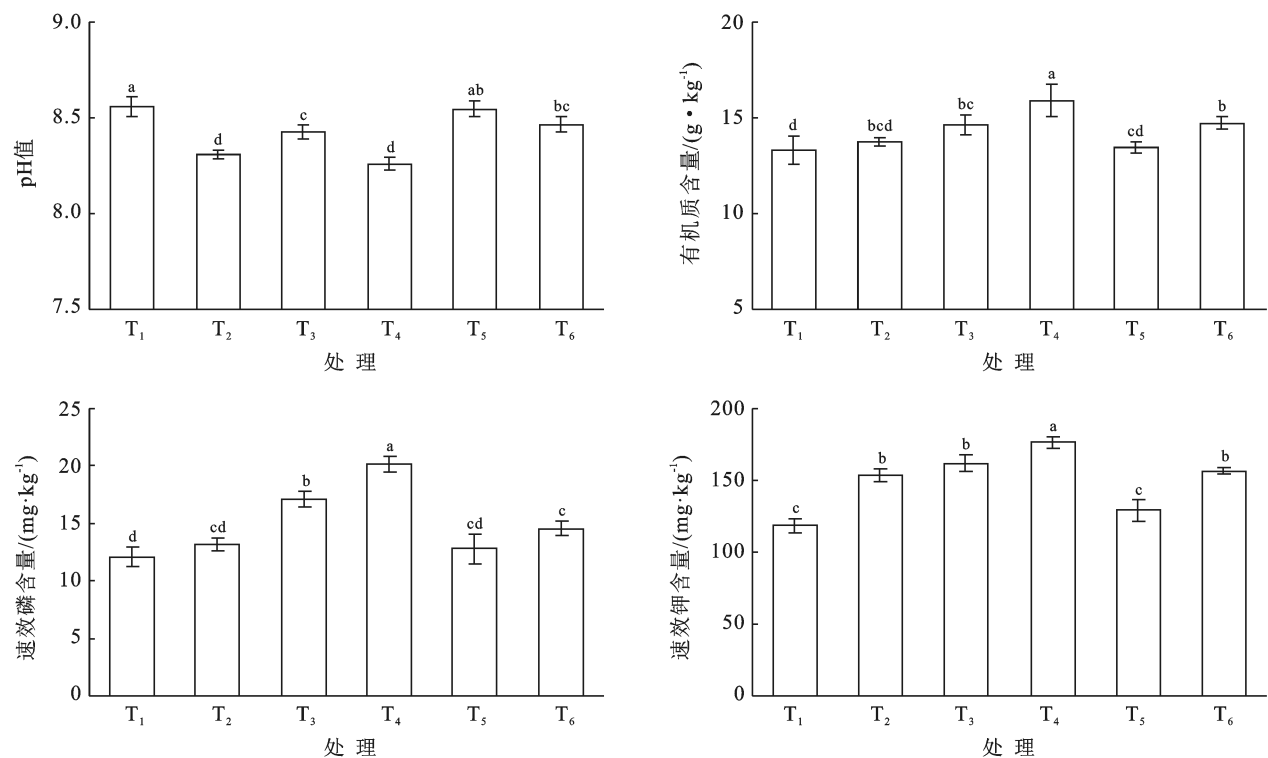 9.0
8.5
8.0
7.5
pH值
a
d
c
d
ab
bc
T₁ T₂ T₃ T₄ T₅ T₆
处 理
20
15
10
5
有机质含量/(g·kg⁻¹)
d
bcd
bc
a
cd
b
T₁ T₂ T₃ T₄ T₅ T₆
处 理
25
20
15
10
5
0
速效磷含量/(mg·kg⁻¹)
d
cd
b
a
cd
c
T₁ T₂ T₃ T₄ T₅ T₆
处 理
200
150
100
50
0
速效钾含量/(mg·kg⁻¹)
c
b
b
a
c
b
T₁ T₂ T₃ T₄ T₅ T₆
处 理